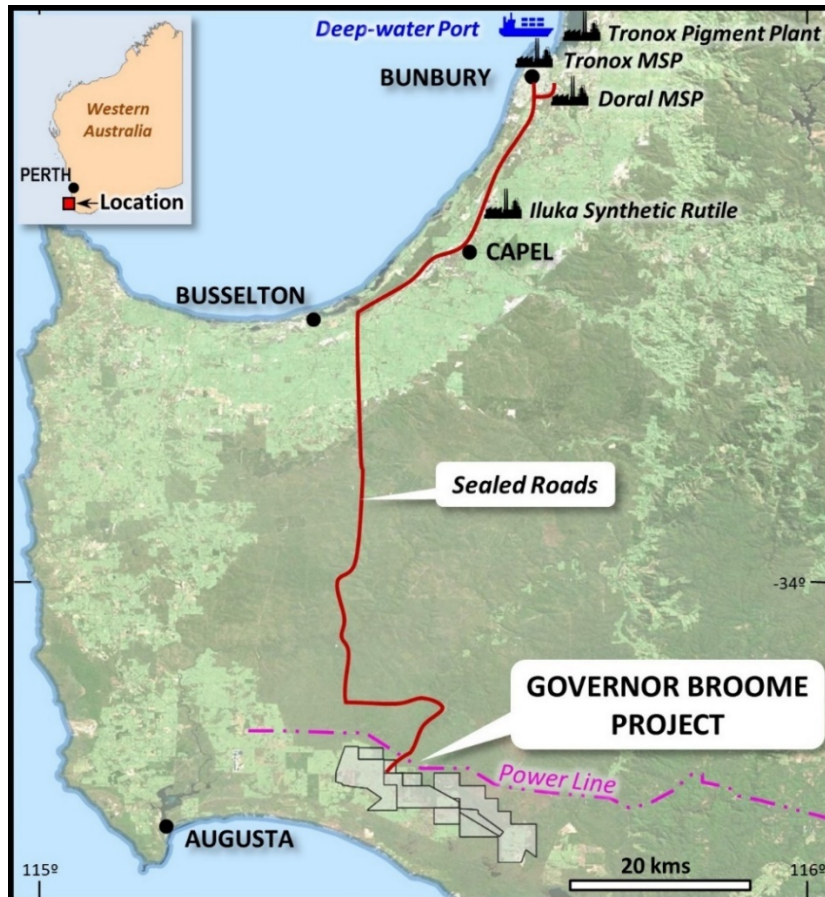 Deep-water Port
Tronox Pigment Plant
Tronox MSP
BUNBURY
Doral MSP
Western
Australia
PERTH
Location
Iluka Synthetic Rutile
CAPEL
BUSSELTON
Sealed Roads
-34º
GOVERNOR BROOME
PROJECT
Power Line
AUGUSTA
20 kms
115º
116º